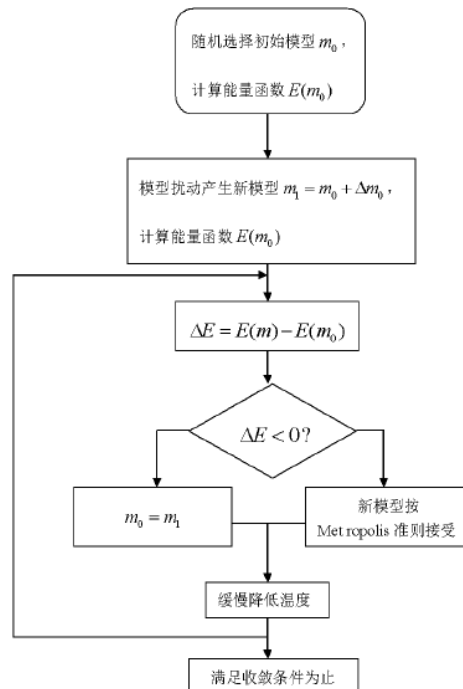 随机选择初始模型 m₀，
计算能量函数 E(m₀)
模型扰动产生新模型 m₁ = m₀ + Δm₀，
计算能量函数 E(m₀)
ΔE = E(m) − E(m₀)
ΔE < 0?
m₀ = m₁
新模型按
Metropolis 准则接受
缓慢降低温度
满足收敛条件为止